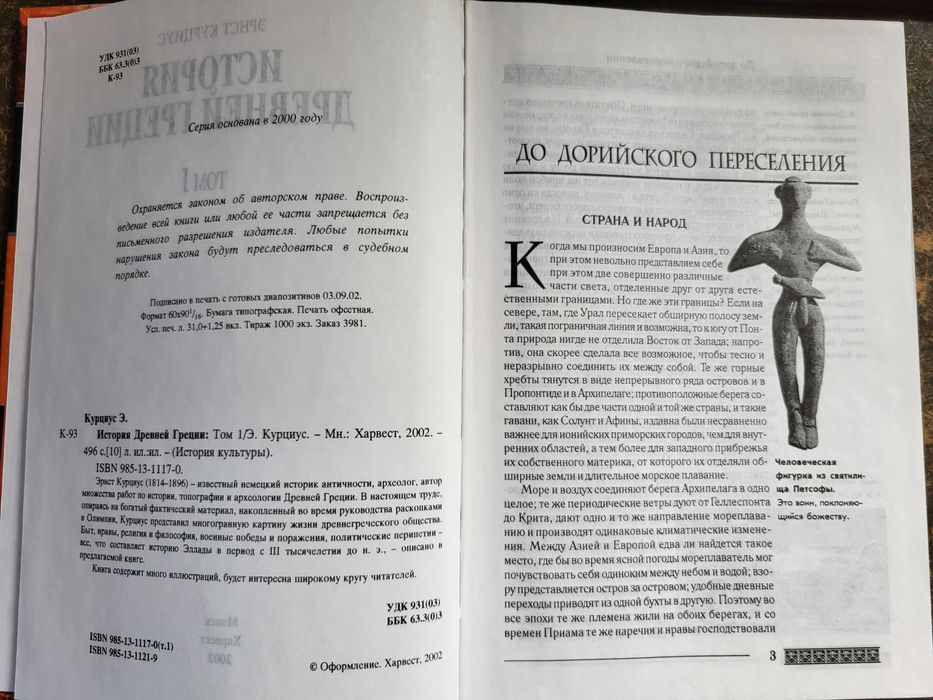 УДК 931(03)
ББК 63.3(0)3
К-93
Серия основана в 2000 году
Охраняется законом об авторском праве. Воспроиз-
ведение всей книги или любой ее части запрещается без
письменного разрешения издателя. Любые попытки
нарушения закона будут преследоваться в судебном
порядке.
Подписано в печать с готовых диапозитивов 03.09.02.
Формат 60х90¹/₁₆. Бумага типографская. Печать офсетная.
Усл. печ. л. 31,0+1,25 вкл. Тираж 1000 экз. Заказ 3981.
Курциус Э.
К-93 История Древней Греции: Том 1/Э. Курциус. – Мн.: Харвест, 2002. –
496 с.[10] л. ил.:ил. – (История культуры).
ISBN 985-13-1117-0.
Эрнст Курциус (1814–1896) – известный немецкий историк античности, археолог, автор
множества работ по истории, топографии и археологии Древней Греции. В настоящем труде,
опираясь на богатый фактический материал, накопленный во время руководства раскопками
в Олимпии, Курциус представил многогранную картину жизни древнегреческого общества.
Быт, нравы, религия и философия, военные победы и поражения, политические перипетии –
все, что составляет историю Эллады в период с III тысячелетия до н. э., – описано в
предлагаемой книге.
Книга содержит много иллюстраций, будет интересна широкому кругу читателей.
УДК 931(03)
ББК 63.3(0)3
ISBN 985-13-1117-0(т.1)
ISBN 985-13-1121-9
© Оформление. Харвест, 2002
ДО ДОРИЙСКОГО ПЕРЕСЕЛЕНИЯ
СТРАНА И НАРОД
Когда мы произносим Европа и Азия, то
при этом невольно представляем себе
при этом две совершенно различные
части света, отделенные друг от друга есте-
ственными границами. Но где же эти границы? Если на
севере, там, где Урал пересекает обширную полосу зем-
ли, такая пограничная линия и возможна, то к югу от Пон-
та природа нигде не отделила Восток от Запада; напро-
тив, она скорее сделала все возможное, чтобы тесно и
неразрывно соединить их между собой. Те же горные
хребты тянутся в виде непрерывного ряда островов и в
Пропонтиде и в Архипелаге; противоположные берега со-
ставляют как бы две части одной и той же страны, и такие
гавани, как Солунт и Афины, издавна были несравненно
важнее для ионийских приморских городов, чем для внут-
ренних областей, а тем более для западного прибрежья
их собственного материка, от которого их отделяли об-
ширные земли и длительное морское плавание.
Море и воздух соединяют берега Архипелага в одно
целое; те же периодические ветры дуют от Геллеспонта
до Крита, дают одно и то же направление мореплава-
нию и производят одинаковые климатические измене-
ния. Между Азией и Европой едва ли найдется такое
место, где бы во время ясной погоды мореплаватель мог
почувствовать себя одиноким между небом и водой; взо-
ру представляется остров за островом; удобные дневные
переходы приводят из одной бухты в другую. Поэтому во
все эпохи те же племена жили на обоих берегах, и со
времен Приама те же наречия и нравы господствовали
Человеческая
фигурка из святили-
ща Петсофы.
Это воин, поклоняю-
щийся божеству.
3